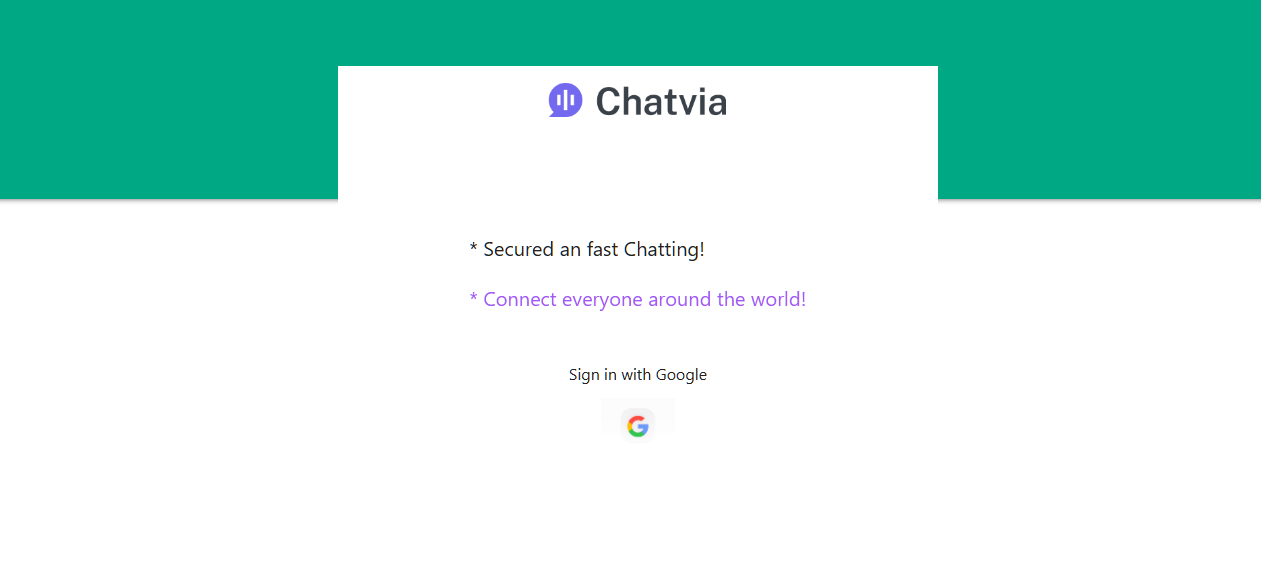 Chatvia
* Secured an fast Chatting!
* Connect everyone around the world!
Sign in with Google